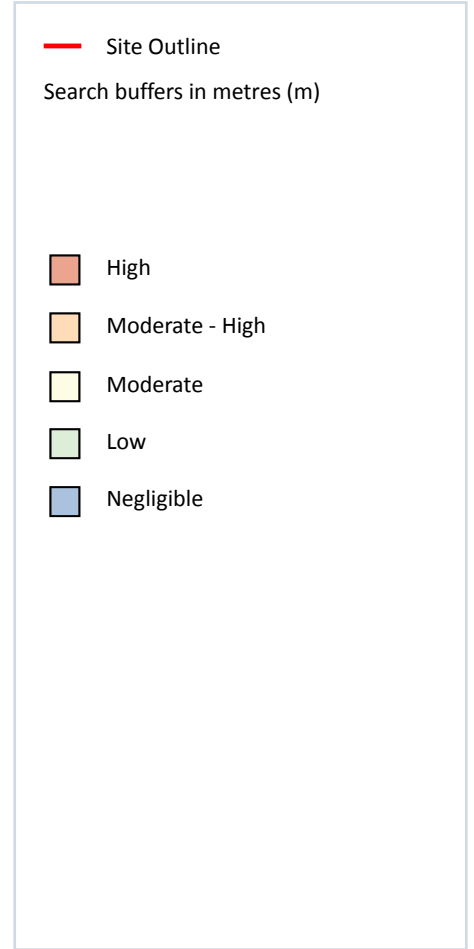 Site Outline
Search buffers in metres (m)
High
Moderate - High
Moderate
Low
Negligible